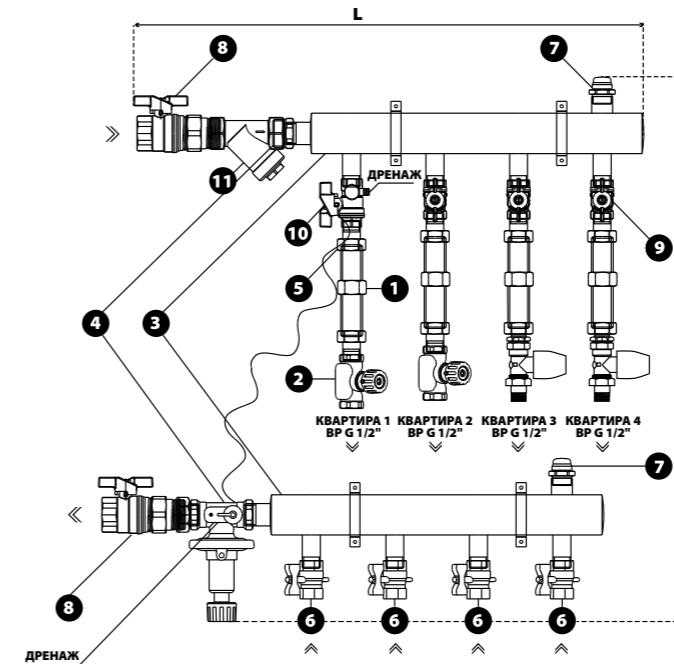 L
8
7
11
ДРЕНАЖ
10
9
5
1
4
3
2
КВАРТИРА 1
ВР G 1/2"
КВАРТИРА 2
ВР G 1/2"
КВАРТИРА 3
ВР G 1/2"
КВАРТИРА 4
ВР G 1/2"
7
8
6
6
6
6
ДРЕНАЖ